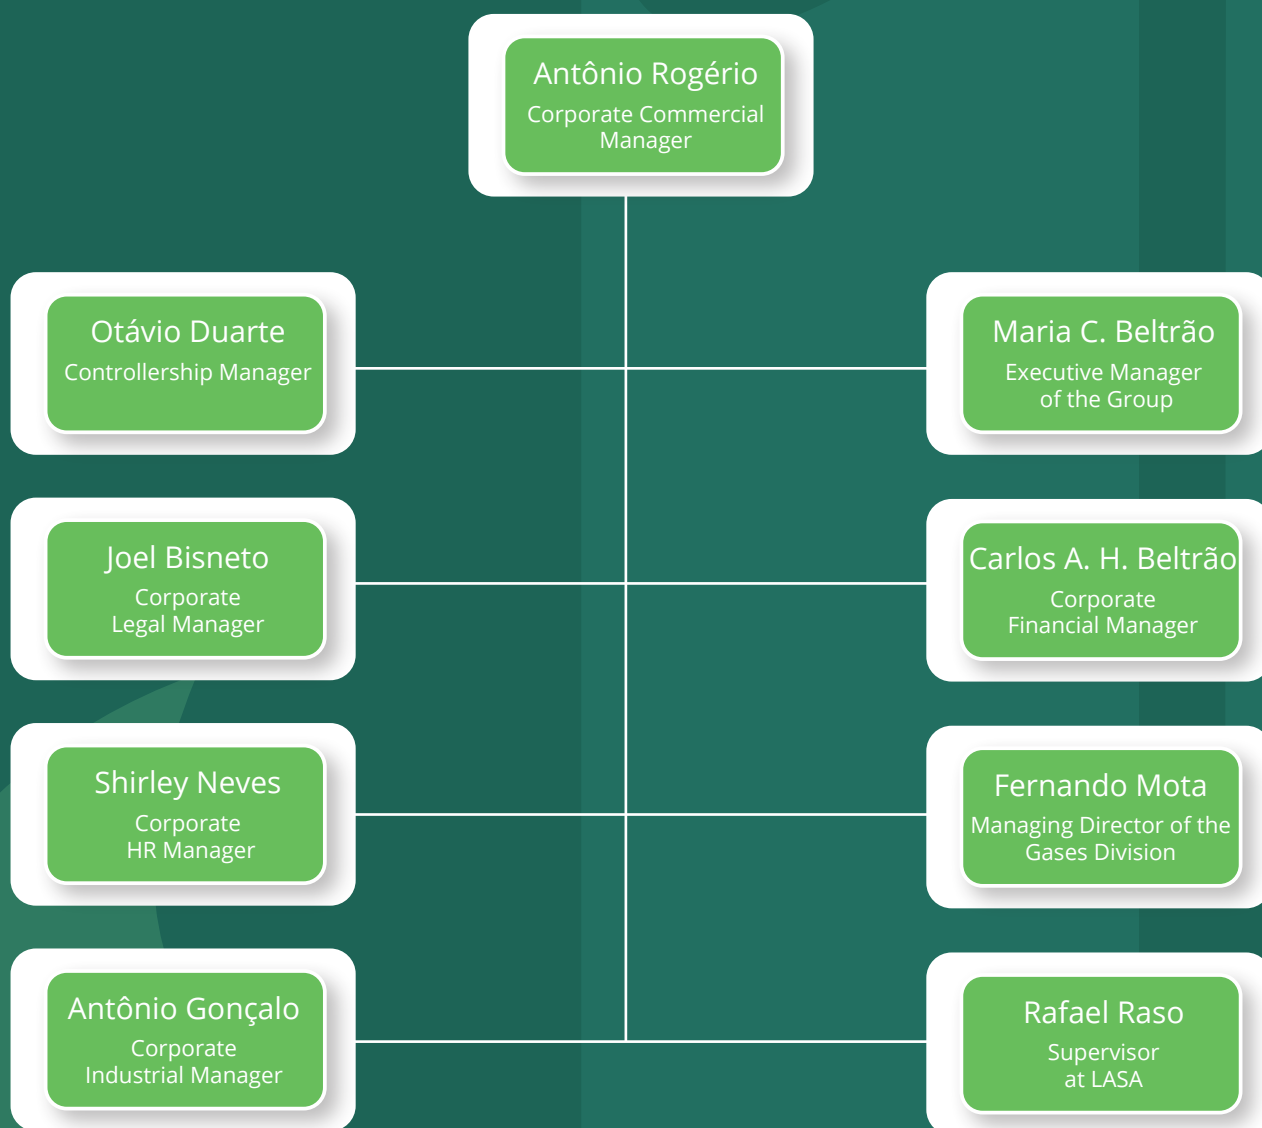 Antônio Rogério
Corporate Commercial
Manager
Otávio Duarte
Controllership Manager
Maria C. Beltrão
Executive Manager
of the Group
Joel Bisneto
Corporate
Legal Manager
Carlos A. H. Beltrão
Corporate
Financial Manager
Shirley Neves
Corporate
HR Manager
Fernando Mota
Managing Director of the
Gases Division
Antônio Gonçalo
Corporate
Industrial Manager
Rafael Raso
Supervisor
at LASA